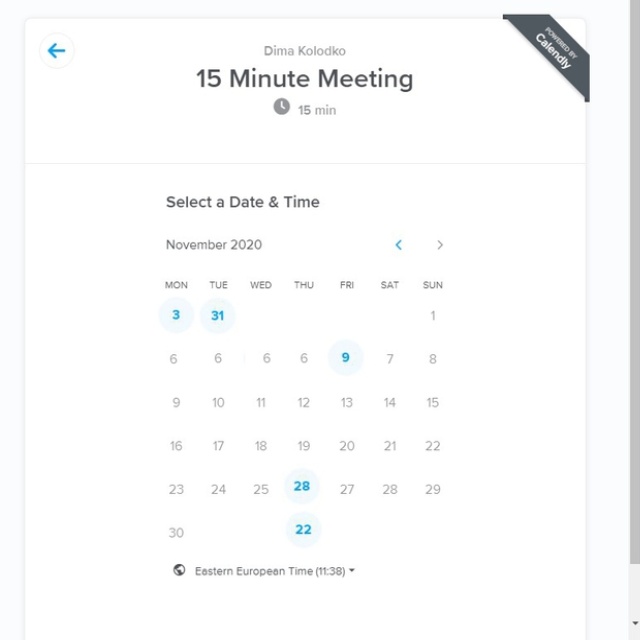 POWERED BY
Calendly
Dima Kolodko
15 Minute Meeting
15 min
Select a Date & Time
November 2020
MON TUE WED THU FRI SAT SUN
3 31 1
6 6 6 6 9 7 8
9 10 11 12 13 14 15
16 17 18 19 20 21 22
23 24 25 28 27 28 29
30 22
Eastern European Time (11:38)